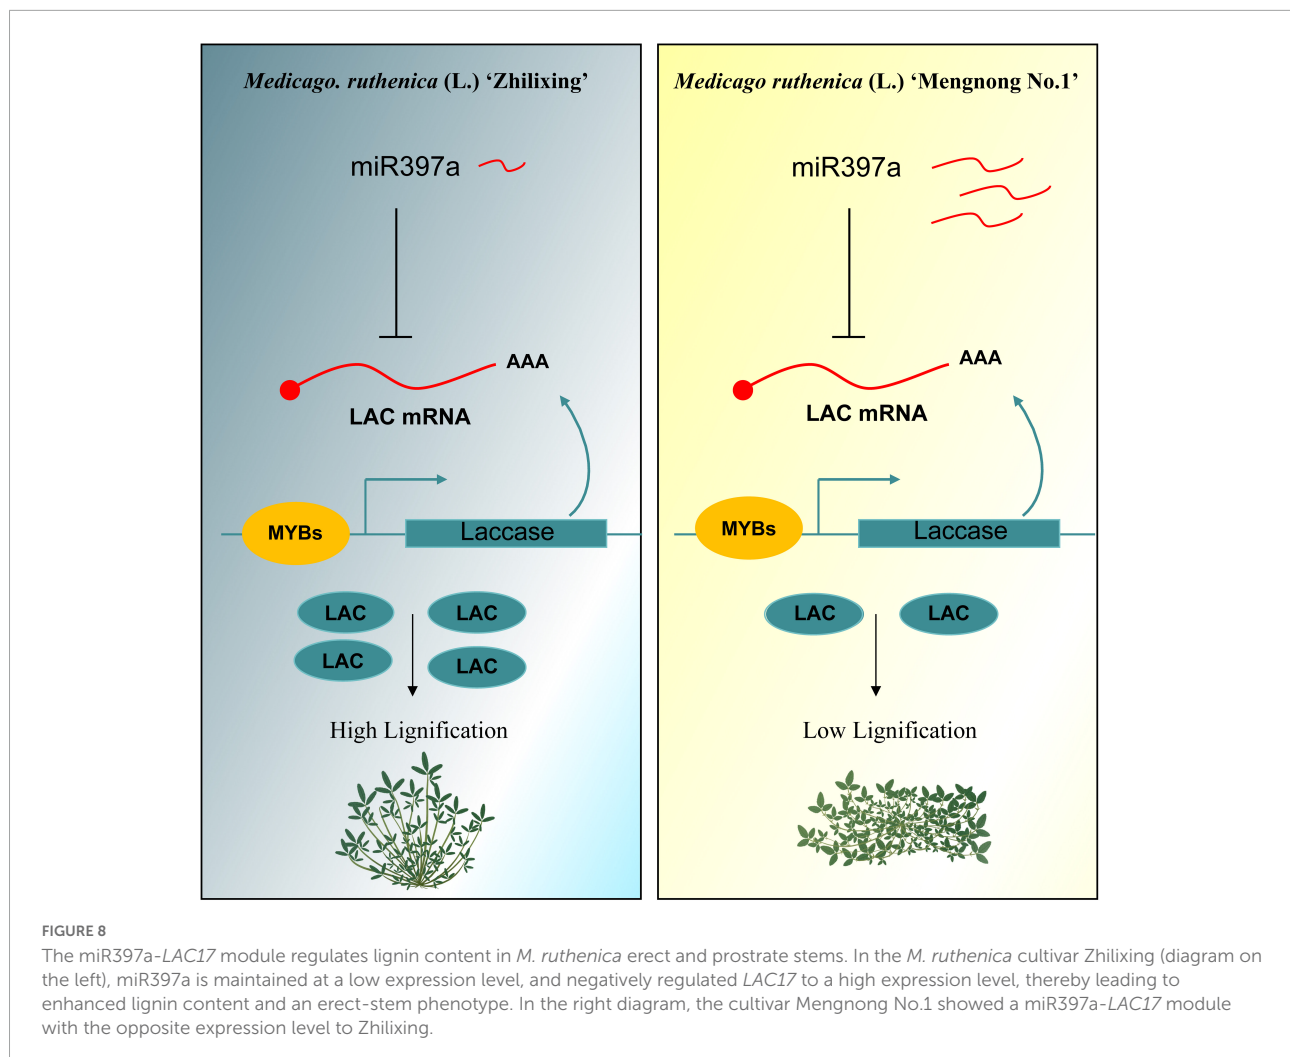 Medicago. ruthenica (L.) ‘Zhilixing’
miR397a
AAA
LAC mRNA
MYBs
Laccase
LAC
LAC
LAC
LAC
High Lignification
Medicago ruthenica (L.) ‘Mengnong No.1’
miR397a
AAA
LAC mRNA
MYBs
Laccase
LAC
LAC
Low Lignification
FIGURE 8
The miR397a-LAC17 module regulates lignin content in M. ruthenica erect and prostrate stems. In the M. ruthenica cultivar Zhilixing (diagram on
the left), miR397a is maintained at a low expression level, and negatively regulated LAC17 to a high expression level, thereby leading to
enhanced lignin content and an erect-stem phenotype. In the right diagram, the cultivar Mengnong No.1 showed a miR397a-LAC17 module
with the opposite expression level to Zhilixing.